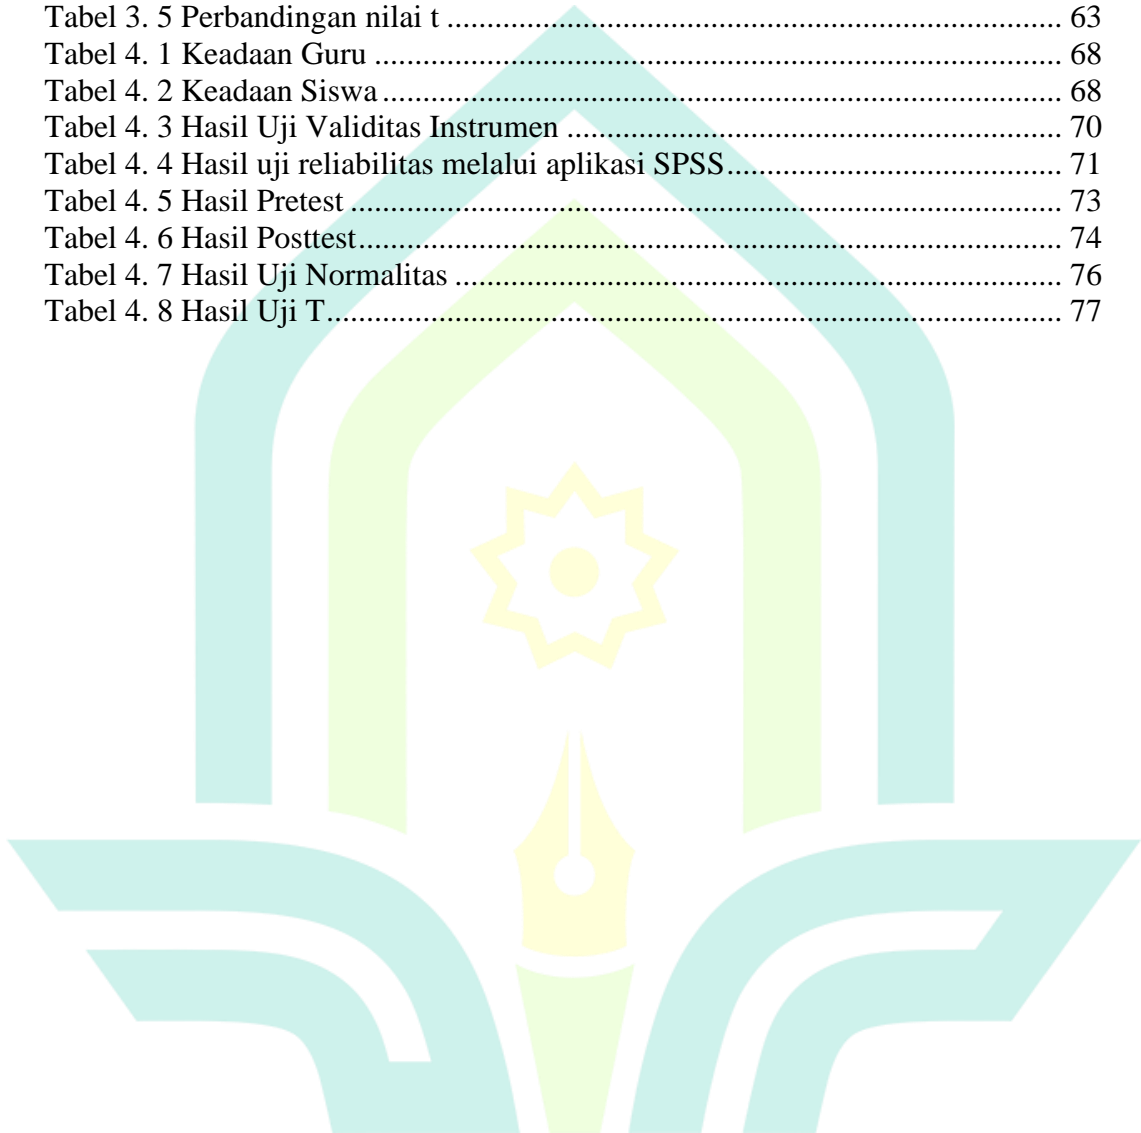 Tabel 3. 5 Perbandingan nilai t ............................................................................ 63
Tabel 4. 1 Keadaan Guru ..................................................................................... 68
Tabel 4. 2 Keadaan Siswa .................................................................................... 68
Tabel 4. 3 Hasil Uji Validitas Instrumen ............................................................. 70
Tabel 4. 4 Hasil uji reliabilitas melalui aplikasi SPSS......................................... 71
Tabel 4. 5 Hasil Pretest ........................................................................................ 73
Tabel 4. 6 Hasil Posttest....................................................................................... 74
Tabel 4. 7 Hasil Uji Normalitas ........................................................................... 76
Tabel 4. 8 Hasil Uji T........................................................................................... 77